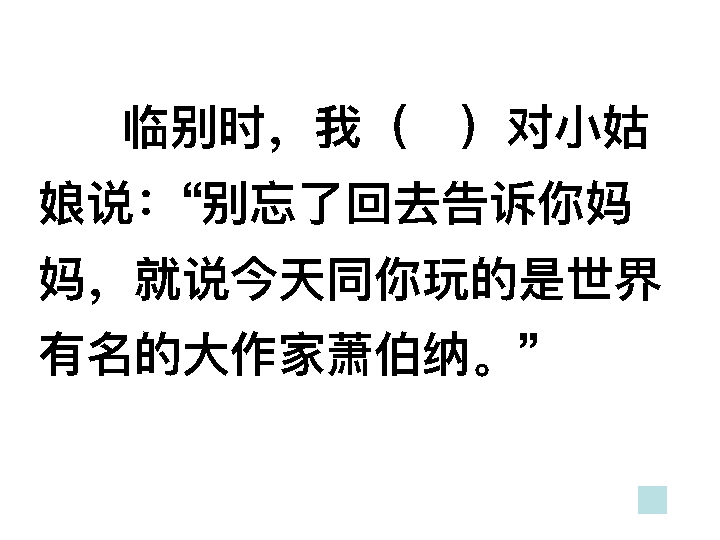 临别时，我（　）对小姑
娘说：“别忘了回去告诉你妈
妈，就说今天同你玩的是世界
有名的大作家萧伯纳。”